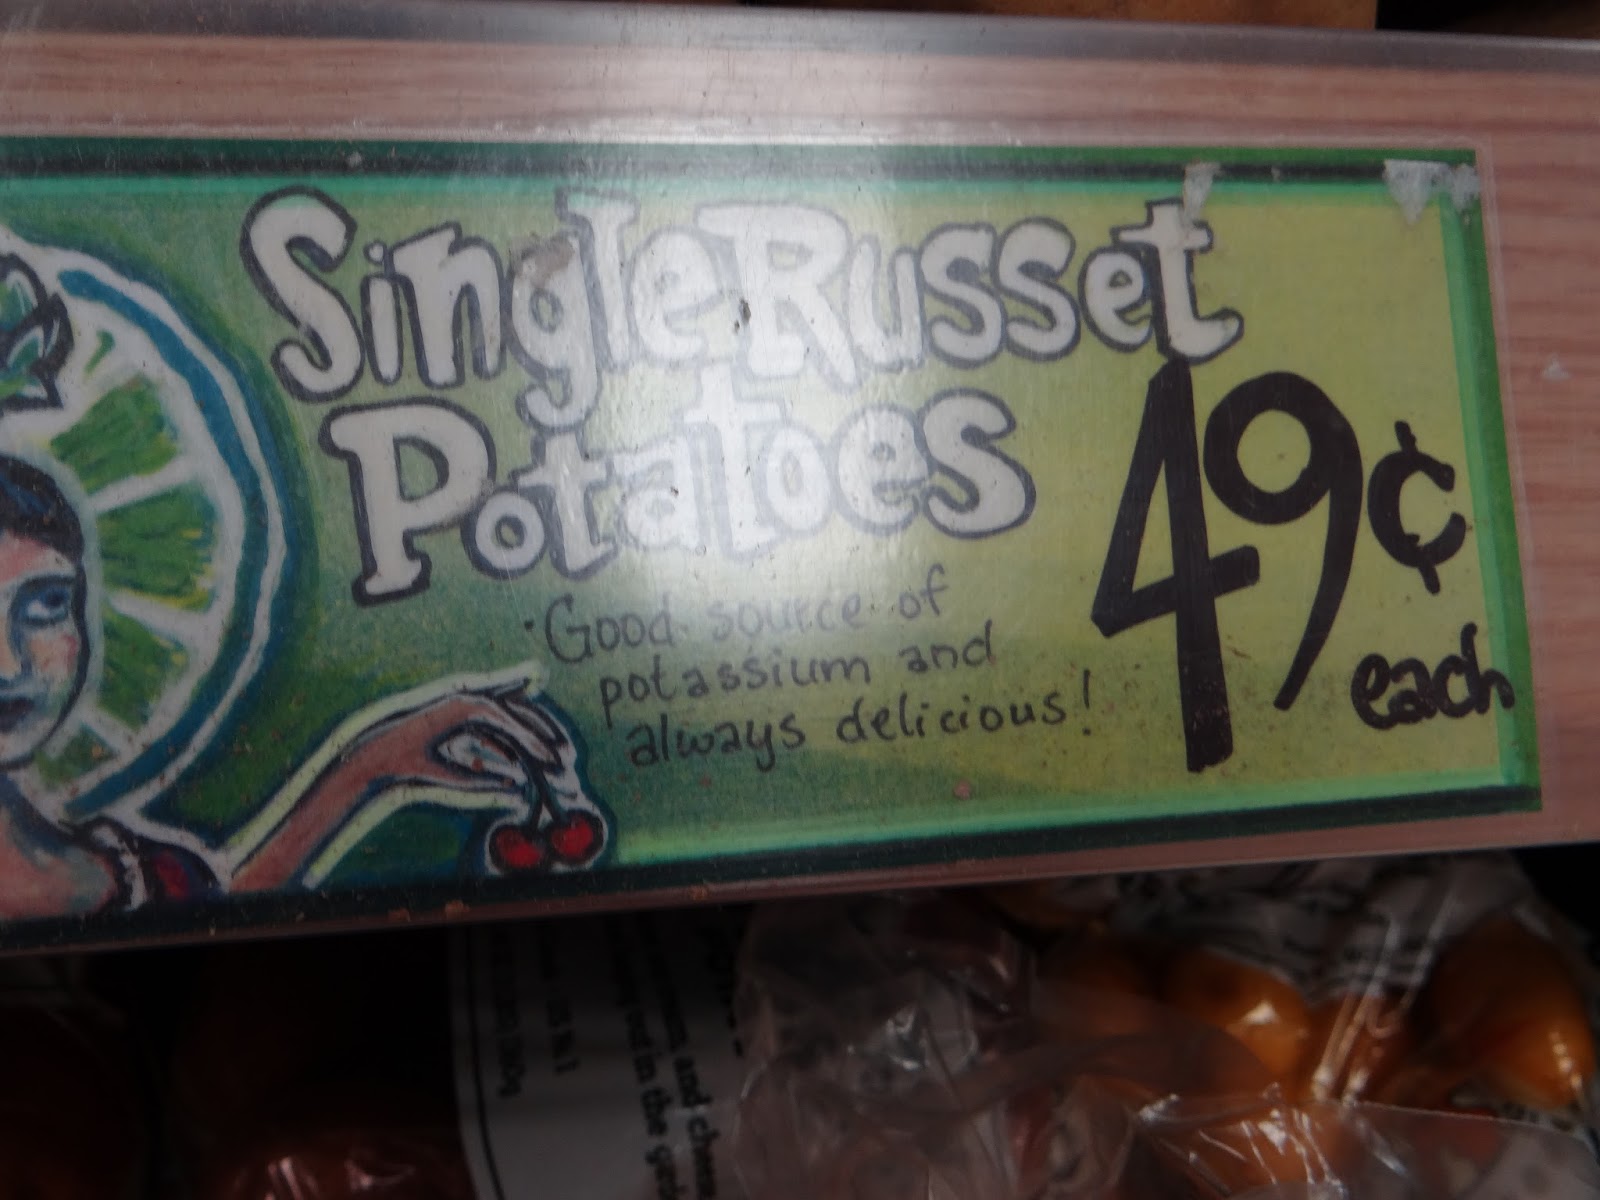 Single Russet
Potatoes
49¢
each
·Good source of
potassium and
always delicious!